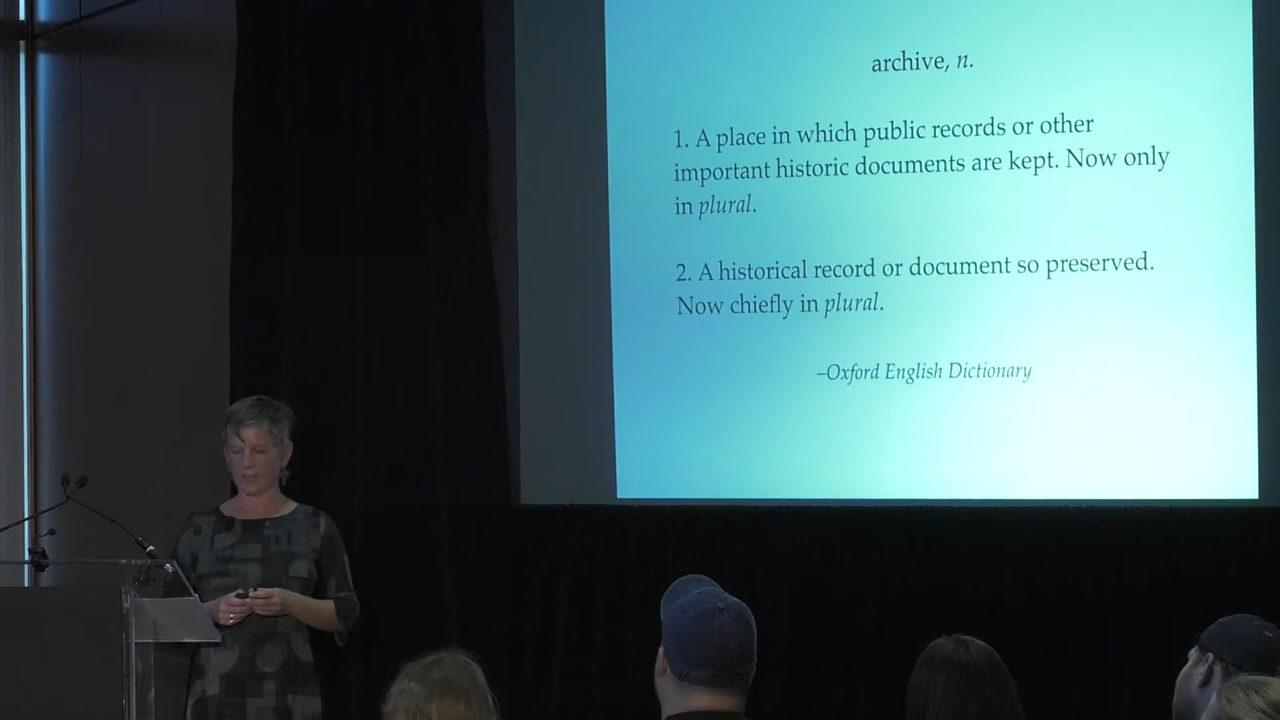 archive, n.
1. A place in which public records or other
important historic documents are kept. Now only
in plural.
2. A historical record or document so preserved.
Now chiefly in plural.
–Oxford English Dictionary